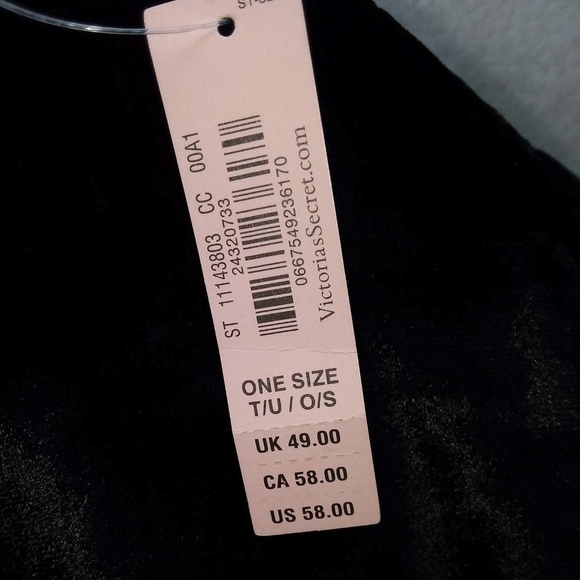 ST 11143803 CC 00A1
24320733
0667549236170
VictoriasSecret.com
ONE SIZE
T/U / O/S
UK 49.00
CA 58.00
US 58.00